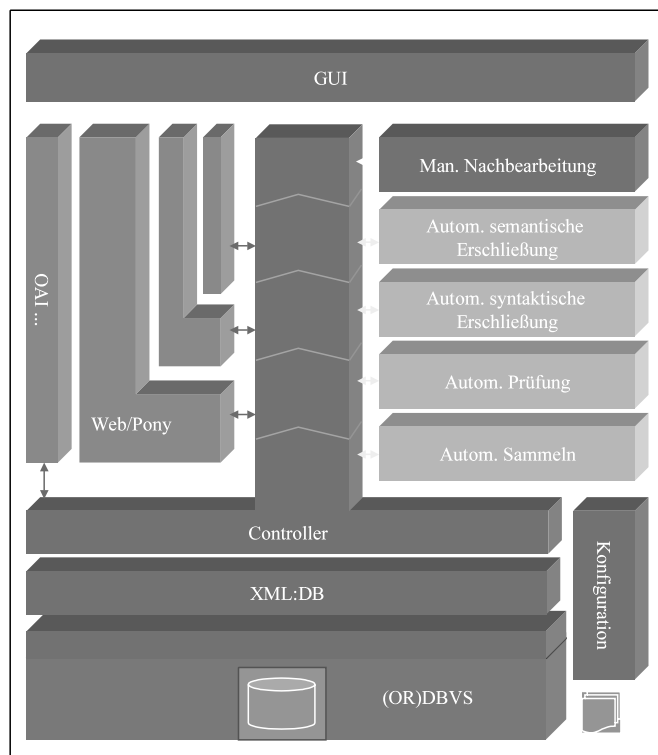 GUI
Man. Nachbearbeitung
Autom. semantische
Erschließung
Autom. syntaktische
Erschließung
Autom. Prüfung
Autom. Sammeln
OAI ...
Web/Pony
Controller
XML:DB
(OR)DBVS
Konfiguration